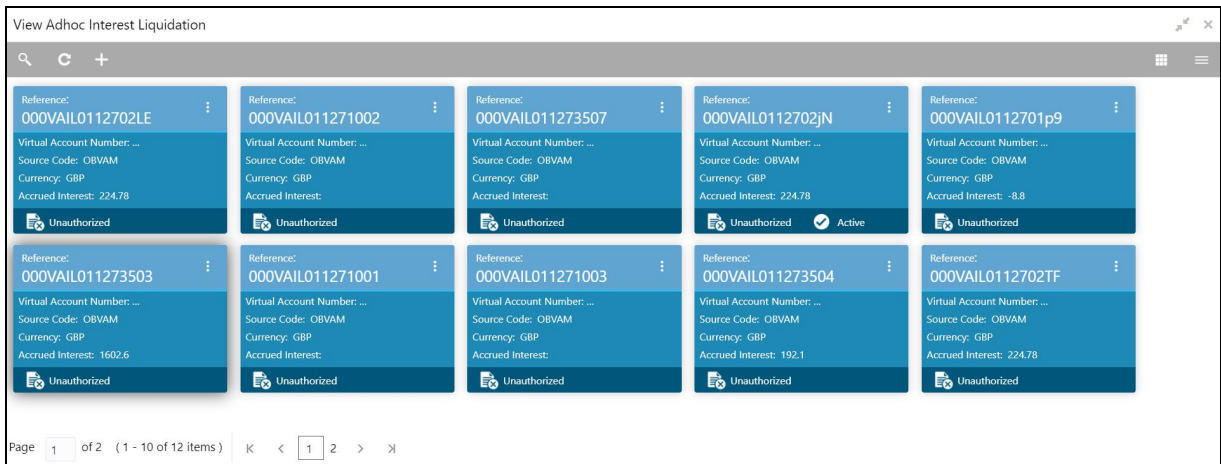 View Adhoc Interest Liquidation
Reference:
000VAIL0112702LE
Virtual Account Number: ...
Source Code: OBVAM
Currency: GBP
Accrued Interest: 224.78
Unauthorized
Reference:
000VAIL011271002
Virtual Account Number: ...
Source Code: OBVAM
Currency: GBP
Accrued Interest:
Unauthorized
Reference:
000VAIL011273507
Virtual Account Number: ...
Source Code: OBVAM
Currency: GBP
Accrued Interest:
Unauthorized
Reference:
000VAIL0112702jN
Virtual Account Number: ...
Source Code: OBVAM
Currency: GBP
Accrued Interest: 224.78
Unauthorized Active
Reference:
000VAIL0112701p9
Virtual Account Number: ...
Source Code: OBVAM
Currency: GBP
Accrued Interest: -8.8
Unauthorized
Reference:
000VAIL011273503
Virtual Account Number: ...
Source Code: OBVAM
Currency: GBP
Accrued Interest: 1602.6
Unauthorized
Reference:
000VAIL011271001
Virtual Account Number: ...
Source Code: OBVAM
Currency: GBP
Accrued Interest:
Unauthorized
Reference:
000VAIL011271003
Virtual Account Number: ...
Source Code: OBVAM
Currency: GBP
Accrued Interest:
Unauthorized
Reference:
000VAIL011273504
Virtual Account Number: ...
Source Code: OBVAM
Currency: GBP
Accrued Interest: 192.1
Unauthorized
Reference:
000VAIL0112702TF
Virtual Account Number: ...
Source Code: OBVAM
Currency: GBP
Accrued Interest: 224.78
Unauthorized
Page 1 of 2 ( 1 - 10 of 12 items ) 1 2